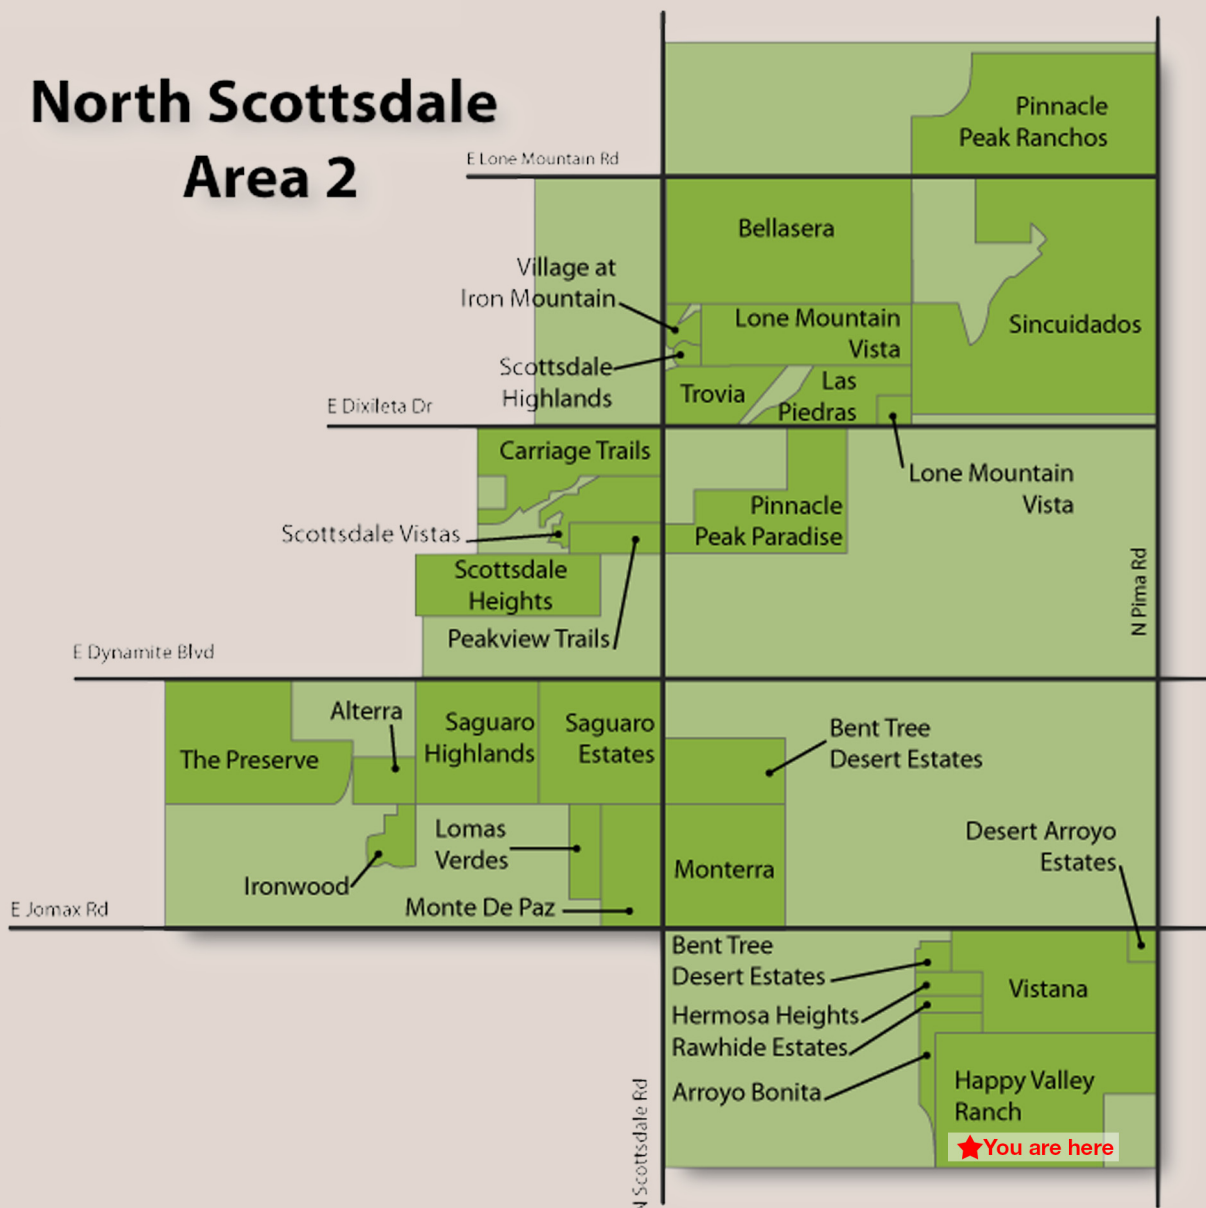 North Scottsdale
Area 2
Pinnacle
Peak Ranchos
E Lone Mountain Rd
Bellasera
Village at
Iron Mountain
Lone Mountain
Vista
Sincuidados
Scottsdale
Highlands
Trovia
Las
Piedras
E Dixileta Dr
Carriage Trails
Lone Mountain
Vista
Pinnacle
Peak Paradise
Scottsdale Vistas
Scottsdale
Heights
N Pima Rd
Peakview Trails
E Dynamite Blvd
Alterra
Saguaro
Highlands
Saguaro
Estates
Bent Tree
Desert Estates
The Preserve
Lomas
Verdes
Desert Arroyo
Estates
Monterra
Ironwood
Monte De Paz
E Jomax Rd
Bent Tree
Desert Estates
Vistana
Hermosa Heights
Rawhide Estates
Arroyo Bonita
Happy Valley
Ranch
You are here
N Scottsdale Rd